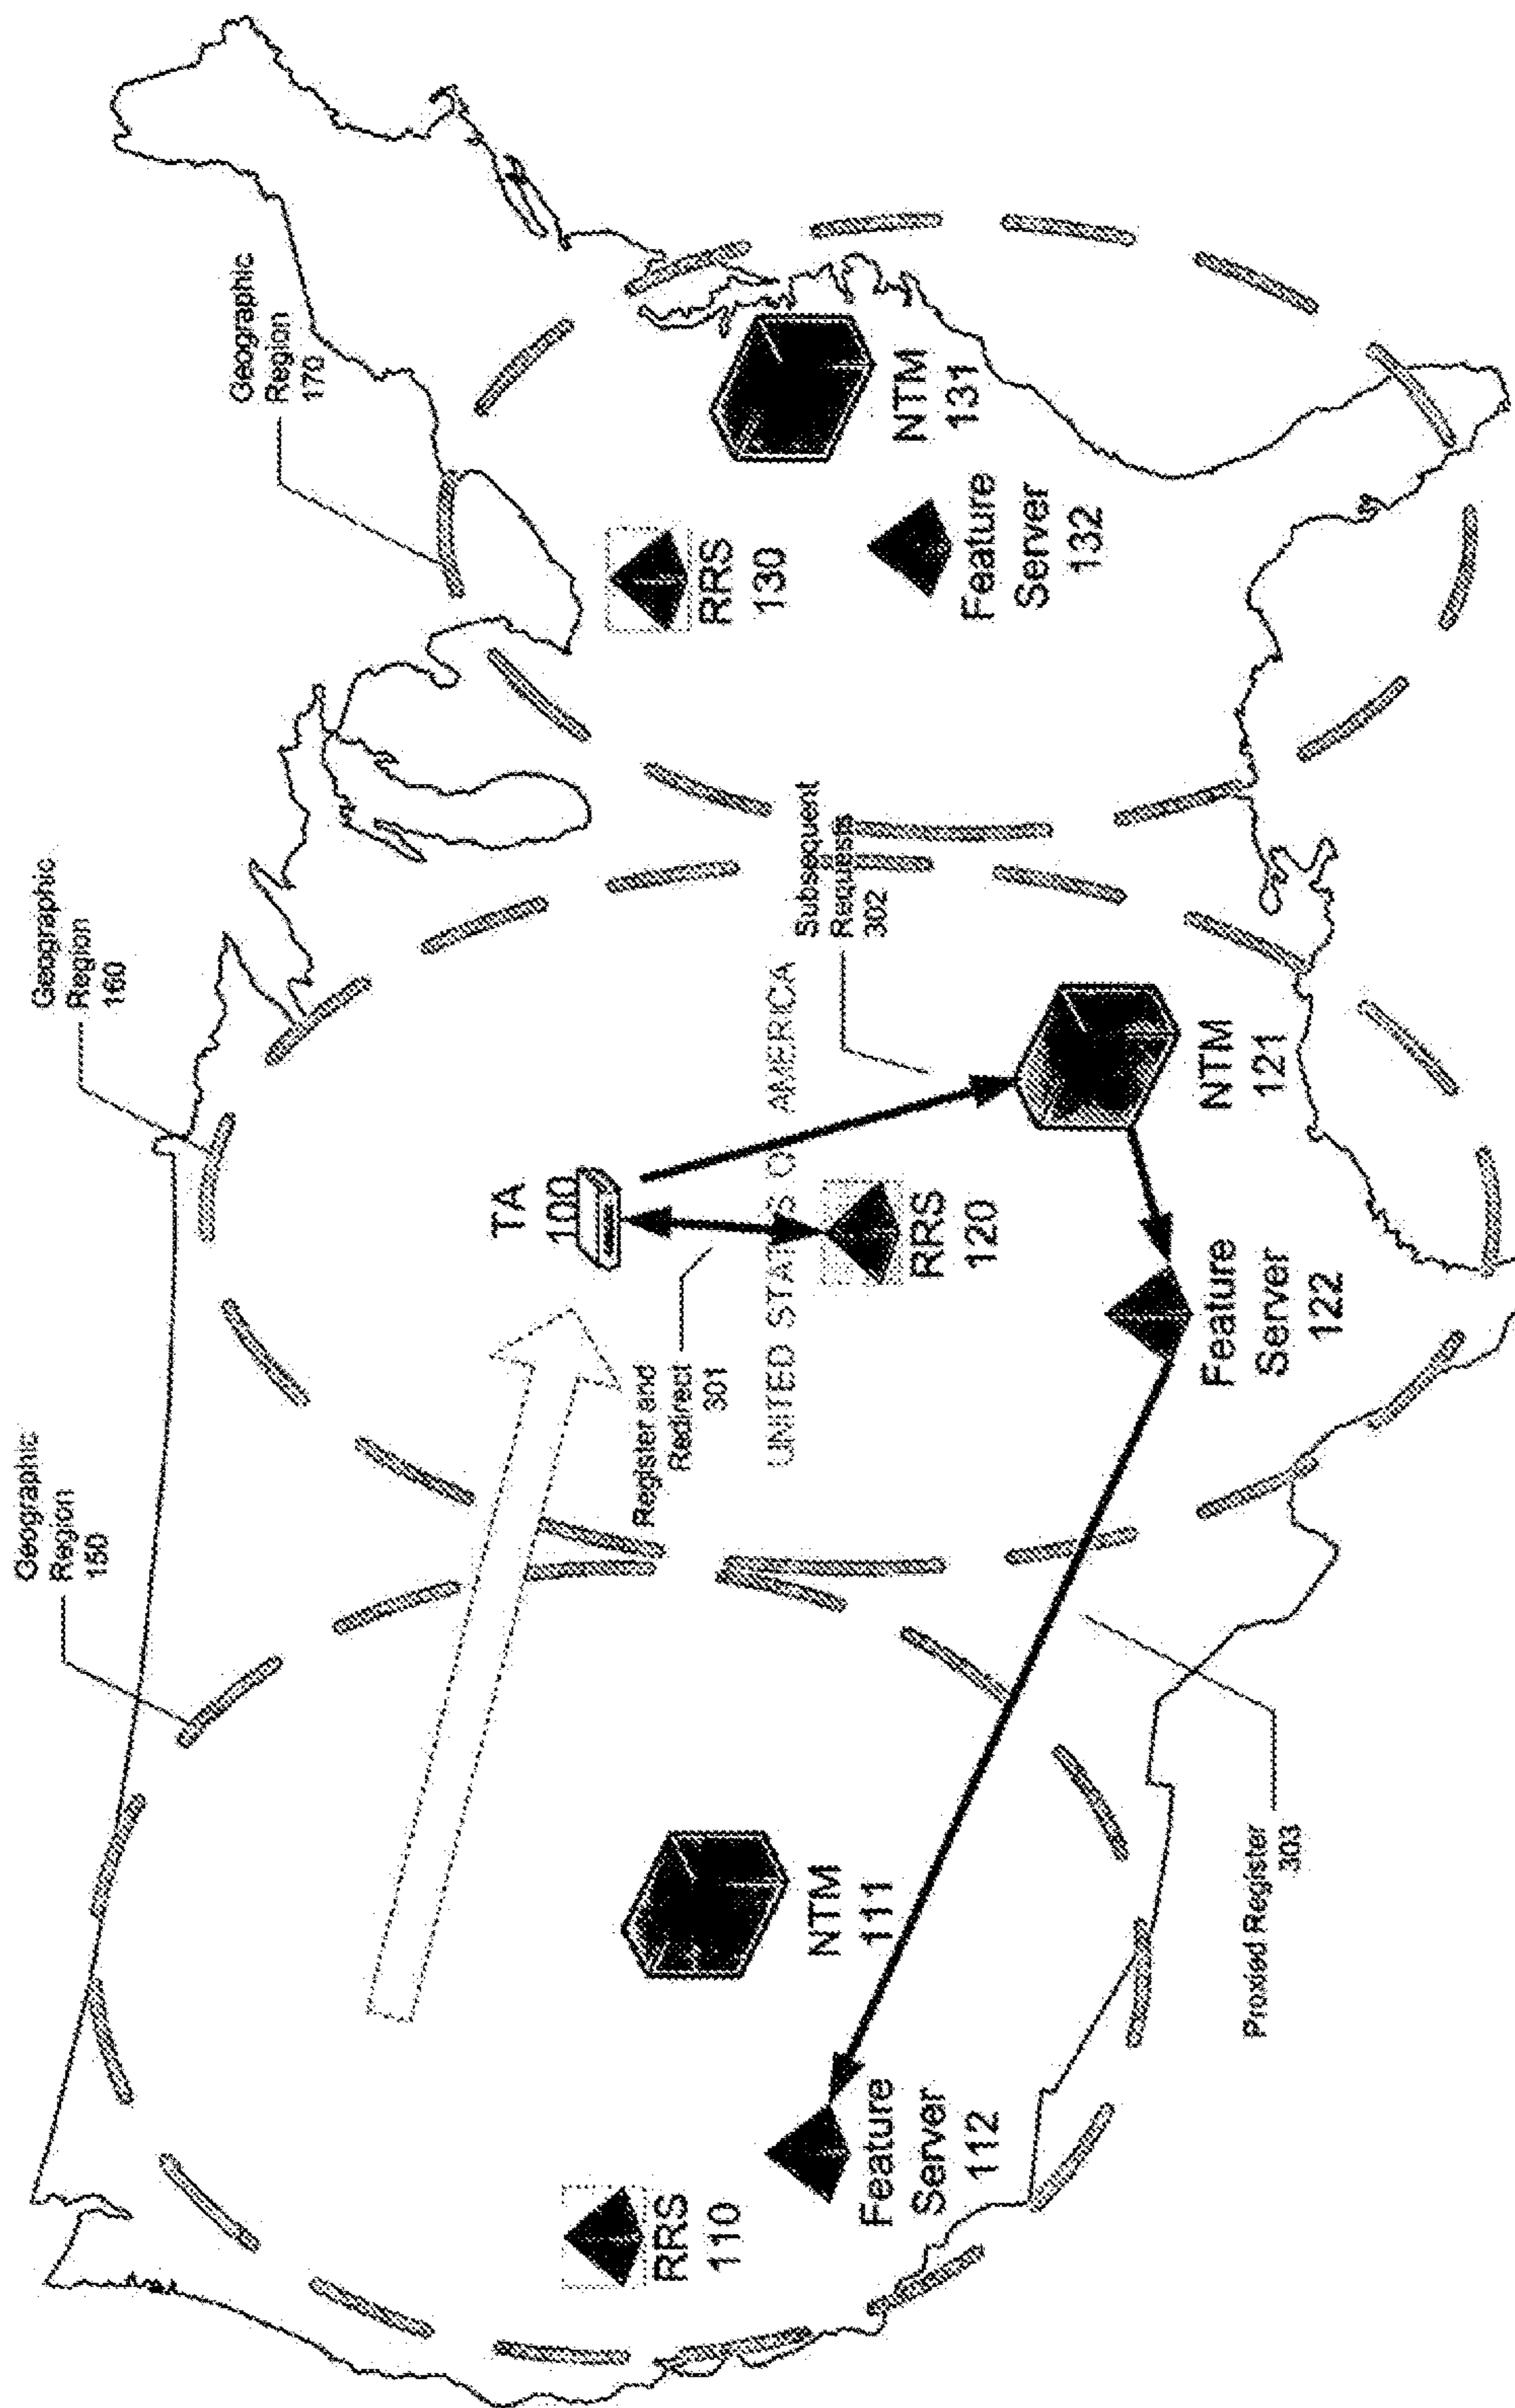 Geographic
Region
150
Geographic
Region
160
Geographic
Region
170
TA
100
Register and
Redirect
301
UNITED STATES OF AMERICA
Subsequent
Requests
302
RRS
110
NTM
111
Feature
Server
112
RRS
120
NTM
121
Feature
Server
122
RRS
130
NTM
131
Feature
Server
132
Proxied Register
303